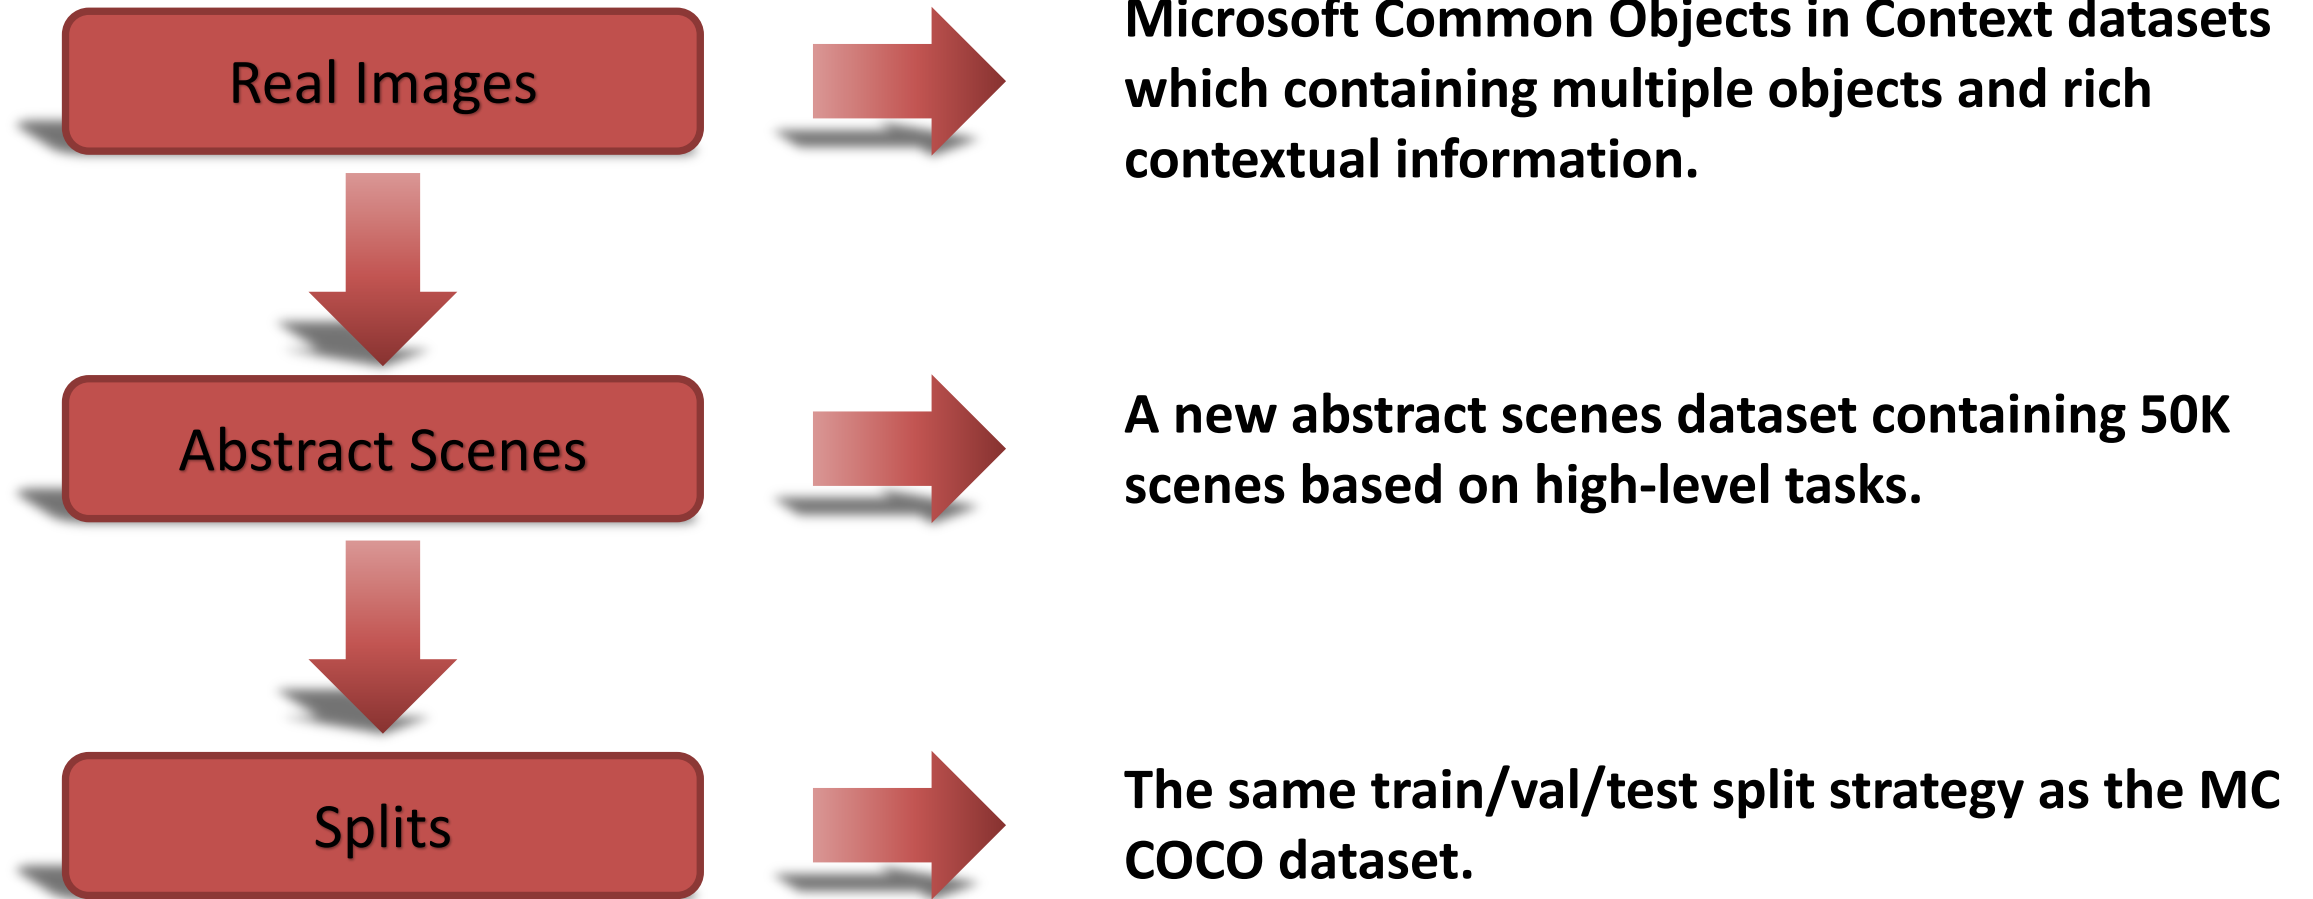 Real Images
Microsoft Common Objects in Context datasets
which containing multiple objects and rich
contextual information.
Abstract Scenes
A new abstract scenes dataset containing 50K
scenes based on high-level tasks.
Splits
The same train/val/test split strategy as the MC
COCO dataset.